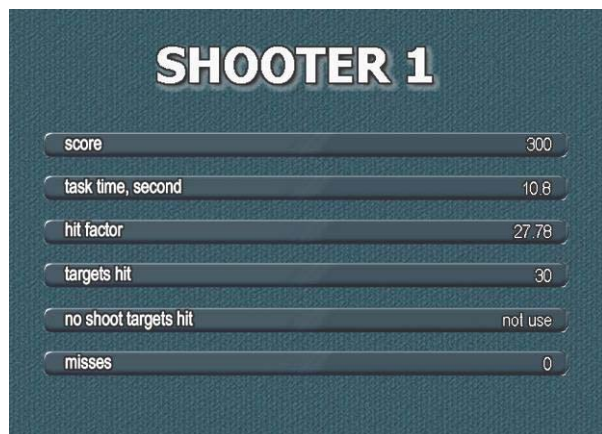 SHOOTER 1
score 300
task time, second 10.8
hit factor 27.78
targets hit 30
no shoot targets hit not use
misses 0